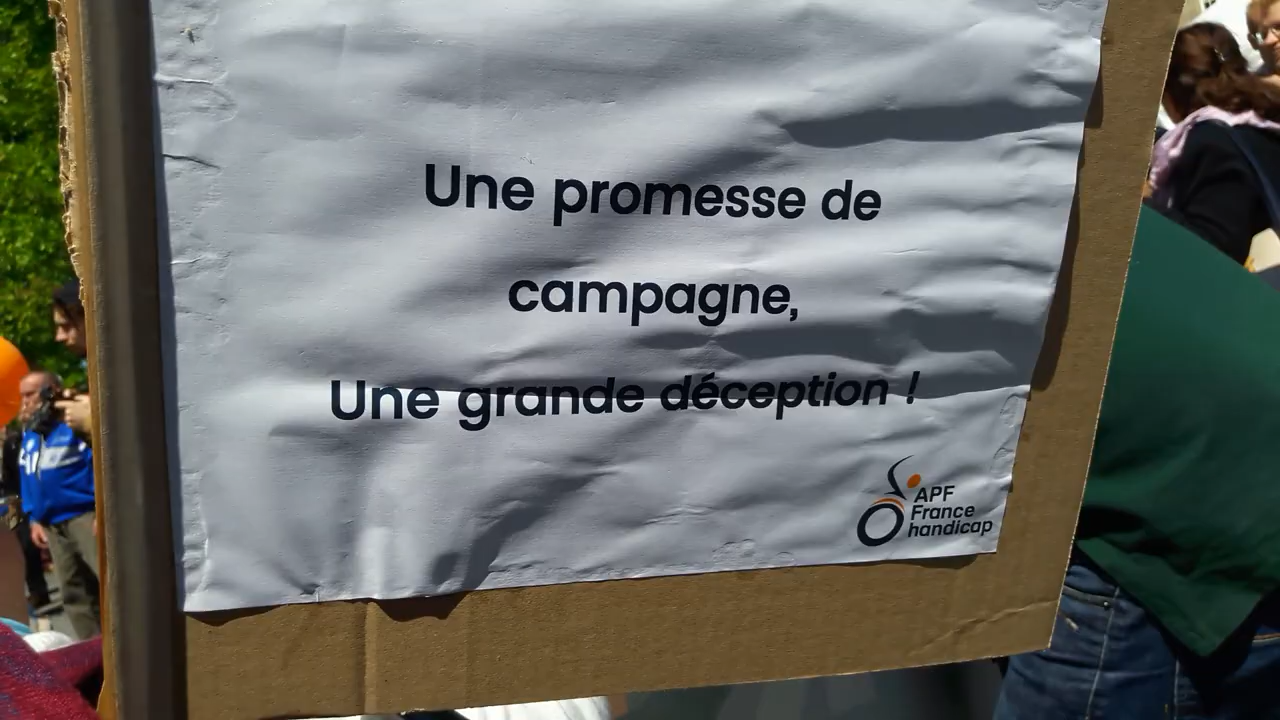 Une promesse de
campagne,
Une grande déception !
APF
France
handicap